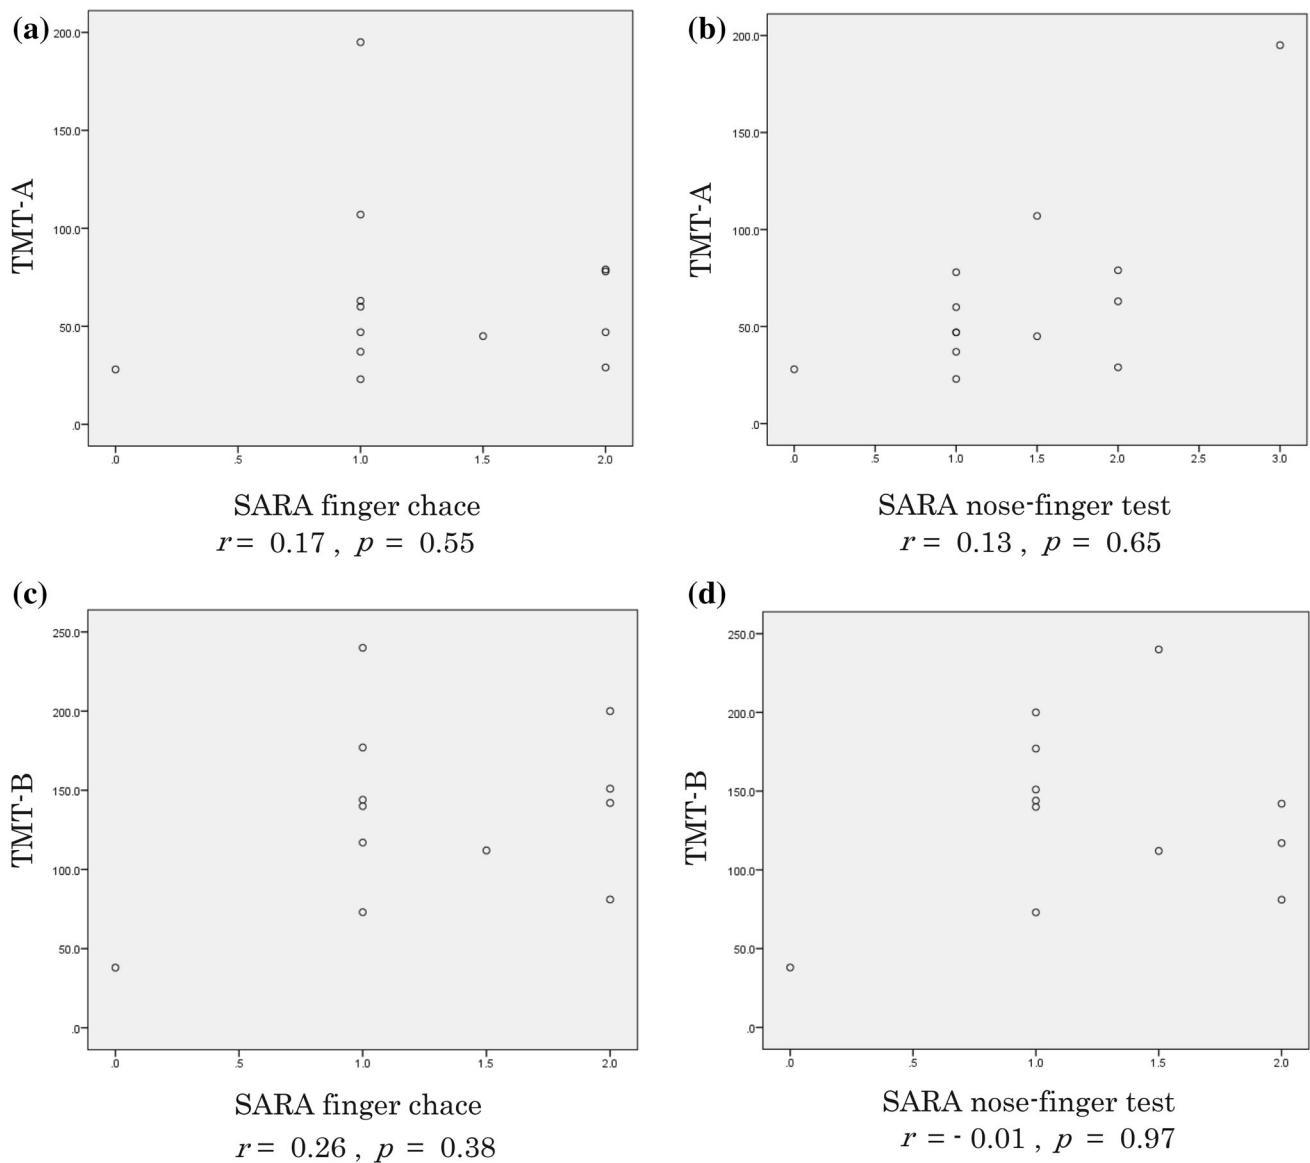 (a)
200.0
150.0
100.0
50.0
.0
TMT-A
.0 .5 1.0 1.5 2.0
SARA finger chace
r = 0.17 , p = 0.55
(b)
200.0
150.0
100.0
50.0
.0
TMT-A
.0 .5 1.0 1.5 2.0 2.5 3.0
SARA nose-finger test
r = 0.13 , p = 0.65
(c)
250.0
200.0
150.0
100.0
50.0
.0
TMT-B
.0 .5 1.0 1.5 2.0
SARA finger chace
r = 0.26 , p = 0.38
(d)
250.0
200.0
150.0
100.0
50.0
.0
TMT-B
.0 .5 1.0 1.5 2.0
SARA nose-finger test
r = - 0.01 , p = 0.97